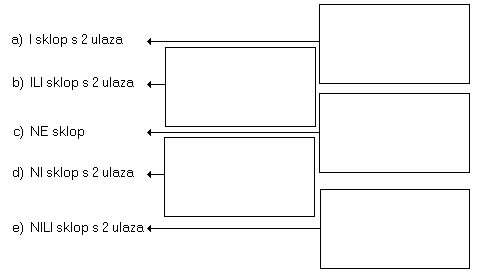 a) I sklop s 2 ulaza
b) ILI sklop s 2 ulaza
c) NE sklop
d) NI sklop s 2 ulaza
e) NILI sklop s 2 ulaza